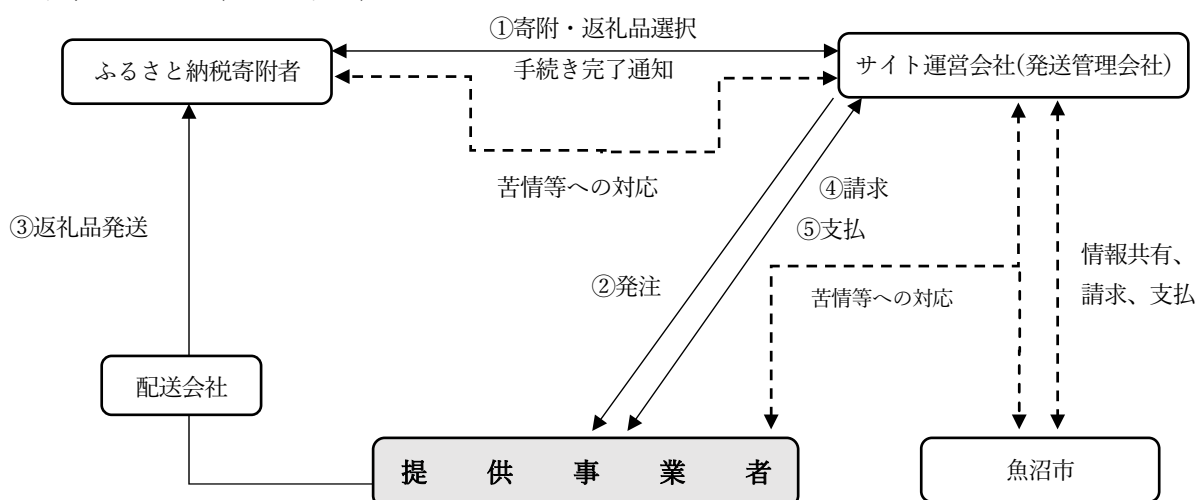 ①寄附・返礼品選択
ふるさと納税寄附者
手続き完了通知
サイト運営会社(発送管理会社)
苦情等への対応
④請求
③返礼品発送
⑤支払
②発注
苦情等への対応
情報共有、
請求、支払
配送会社
提供事業者
魚沼市